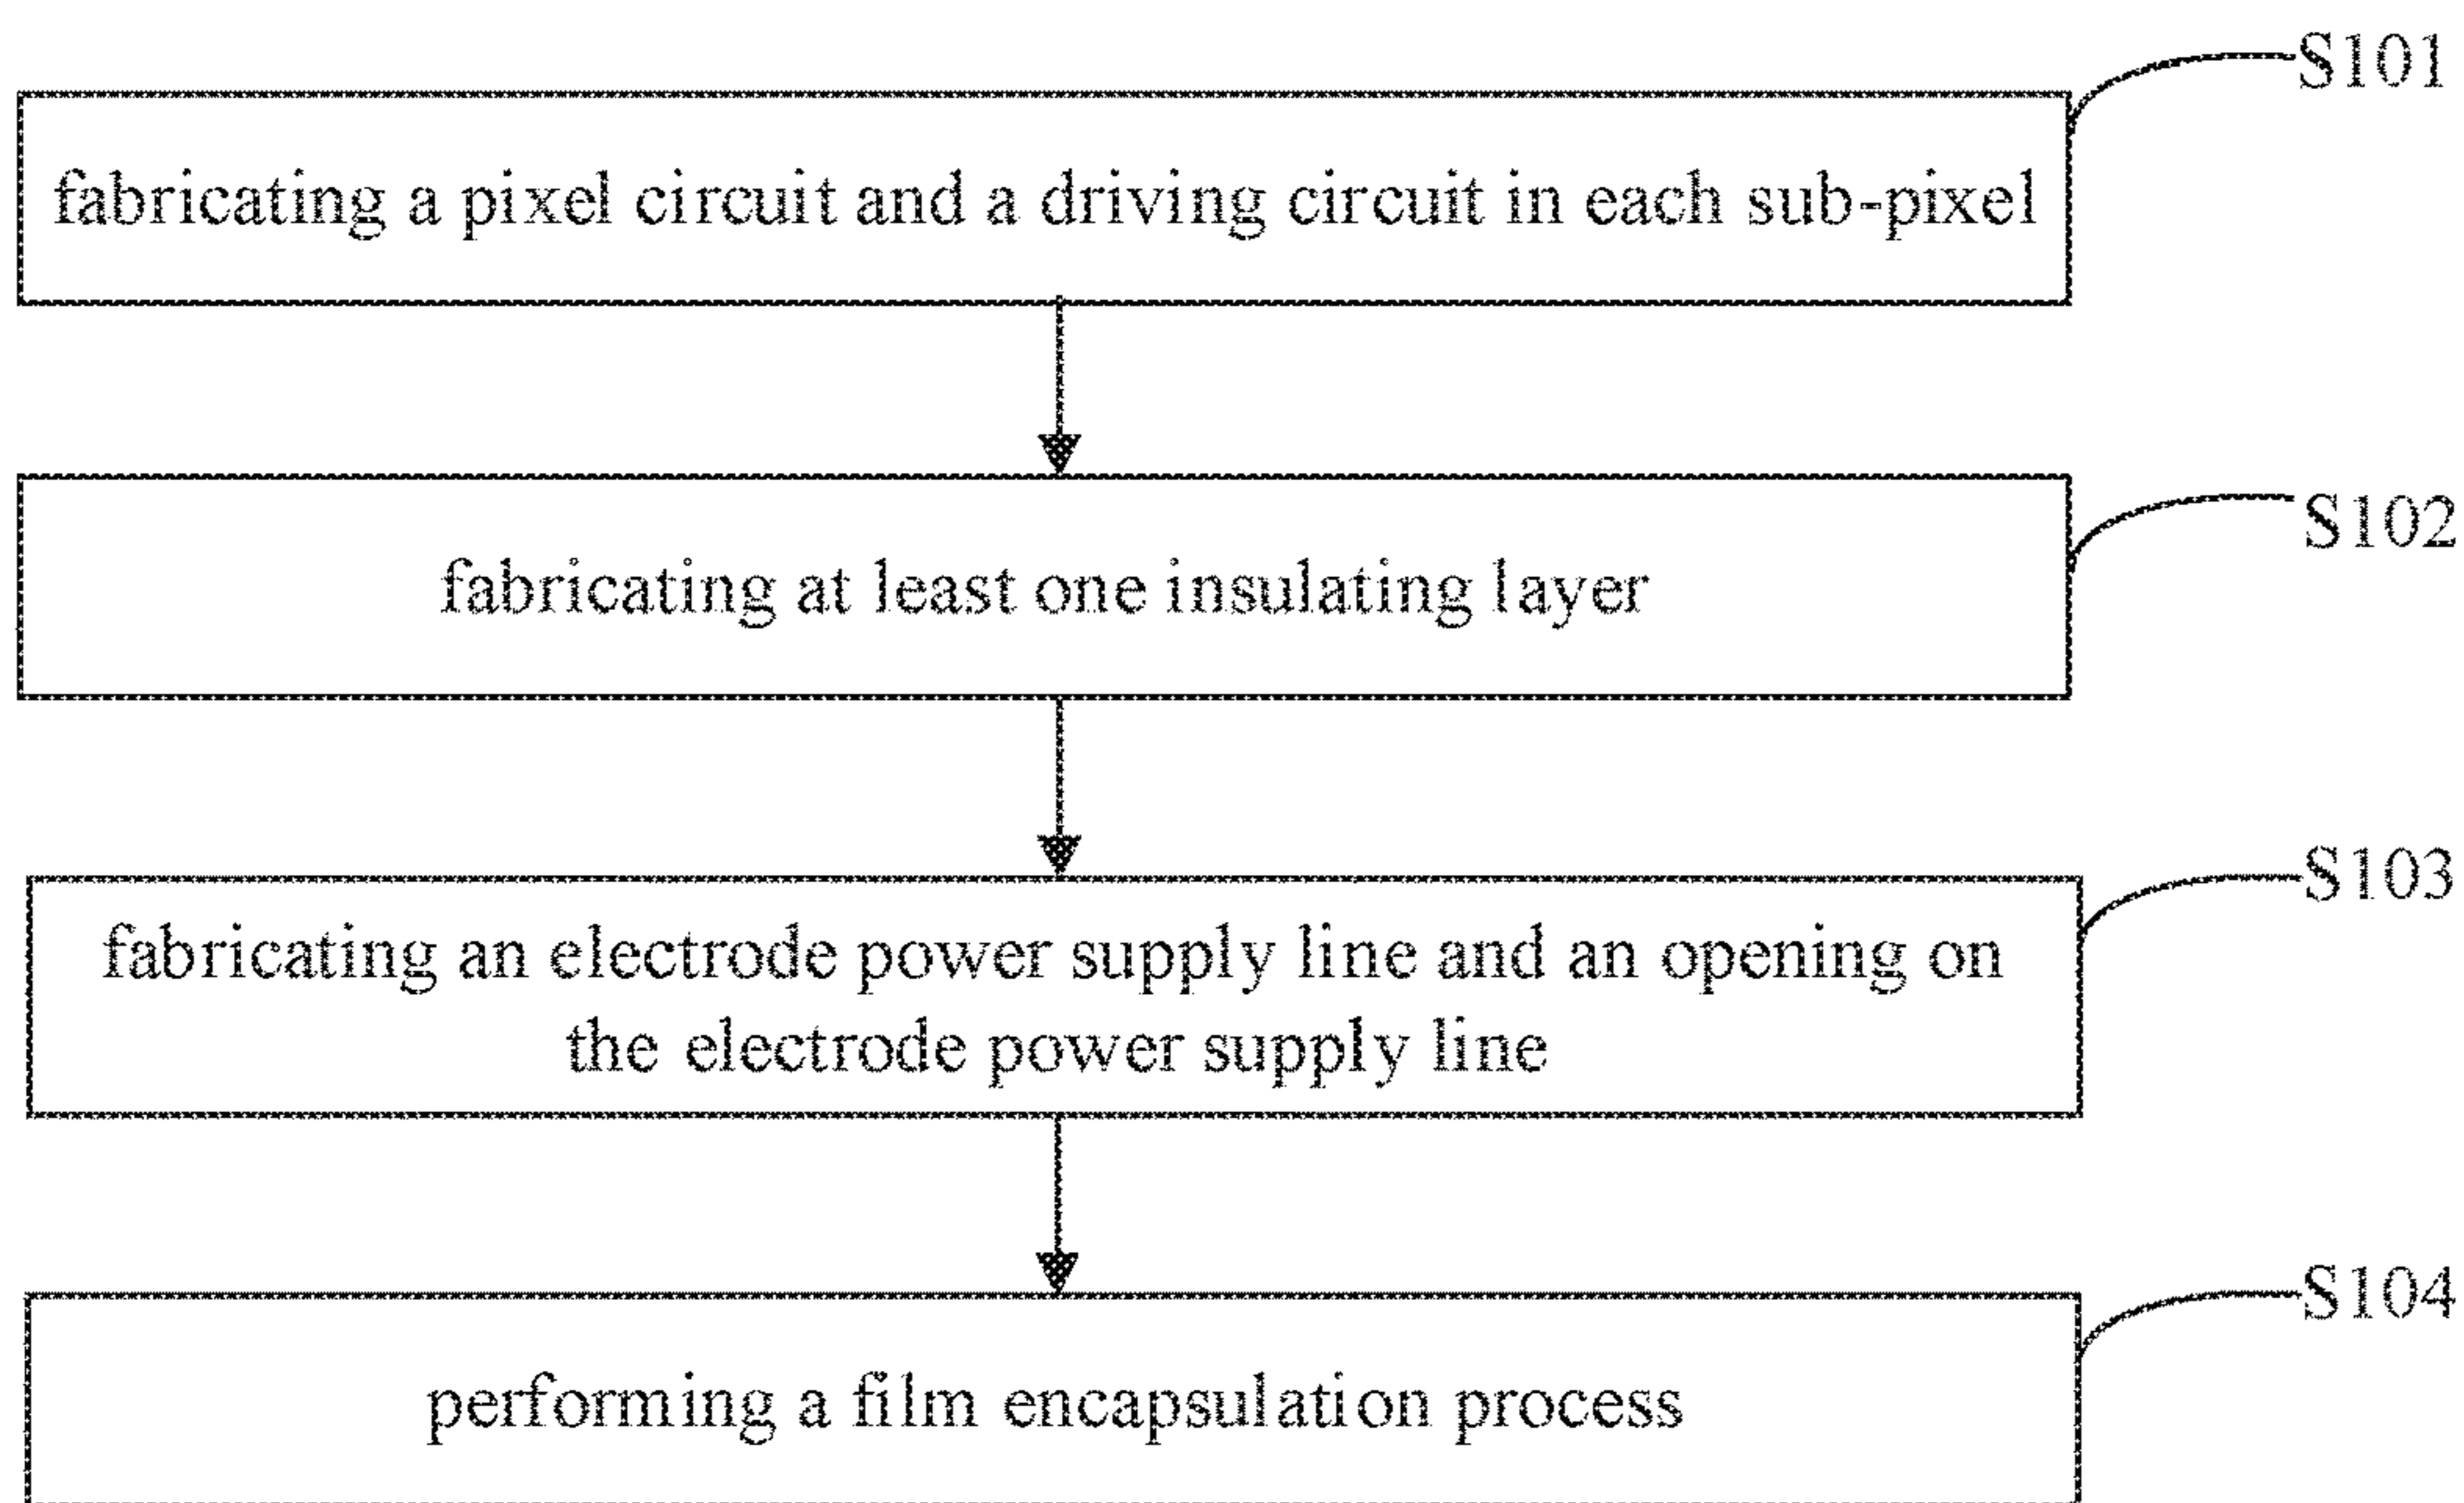 S101
fabricating a pixel circuit and a driving circuit in each sub-pixel
S102
fabricating at least one insulating layer
S103
fabricating an electrode power supply line and an opening on
the electrode power supply line
S104
performing a film encapsulation process